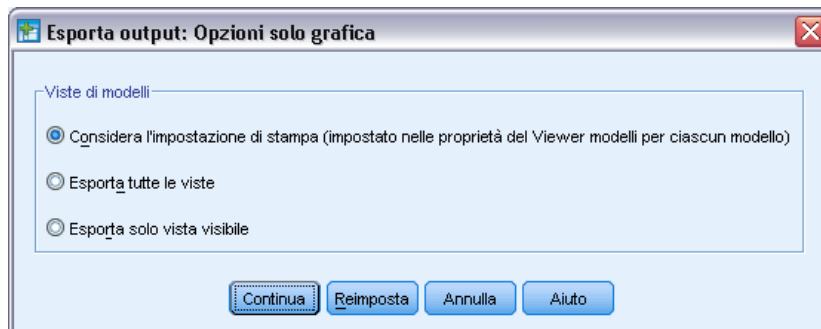 Esporta output: Opzioni solo grafica
Viste di modelli
Considera l'impostazione di stampa (impostato nelle proprietà del Viewer modelli per ciascun modello)
Esporta tutte le viste
Esporta solo vista visibile
Continua Reimposta Annulla Aiuto